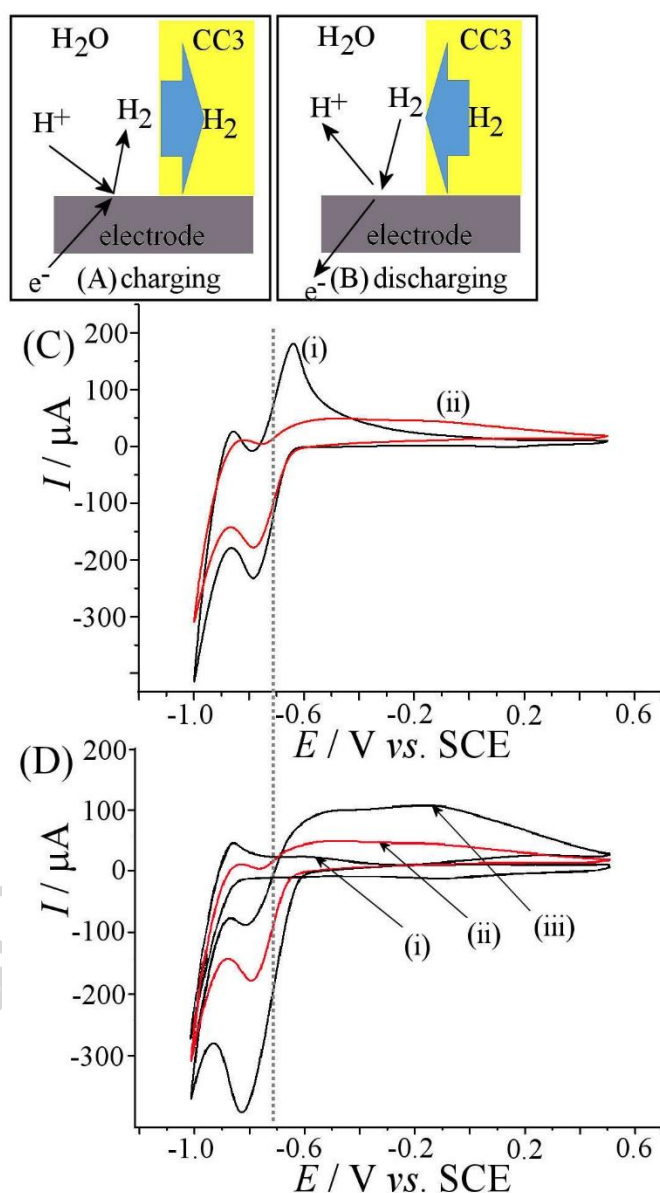 H2O CC3
H+ H2 H2
electrode
e- (A) charging
H2O CC3
H+ H2 H2
electrode
e- (B) discharging
(C)
200
100
0
-100
-200
-300
I / μA
(i)
(ii)
-1.0 -0.6 -0.2 0.2 0.6
E / V vs. SCE
(D)
200
100
0
-100
-200
-300
I / μA
(i)
(ii)
(iii)
-1.0 -0.6 -0.2 0.2 0.6
E / V vs. SCE